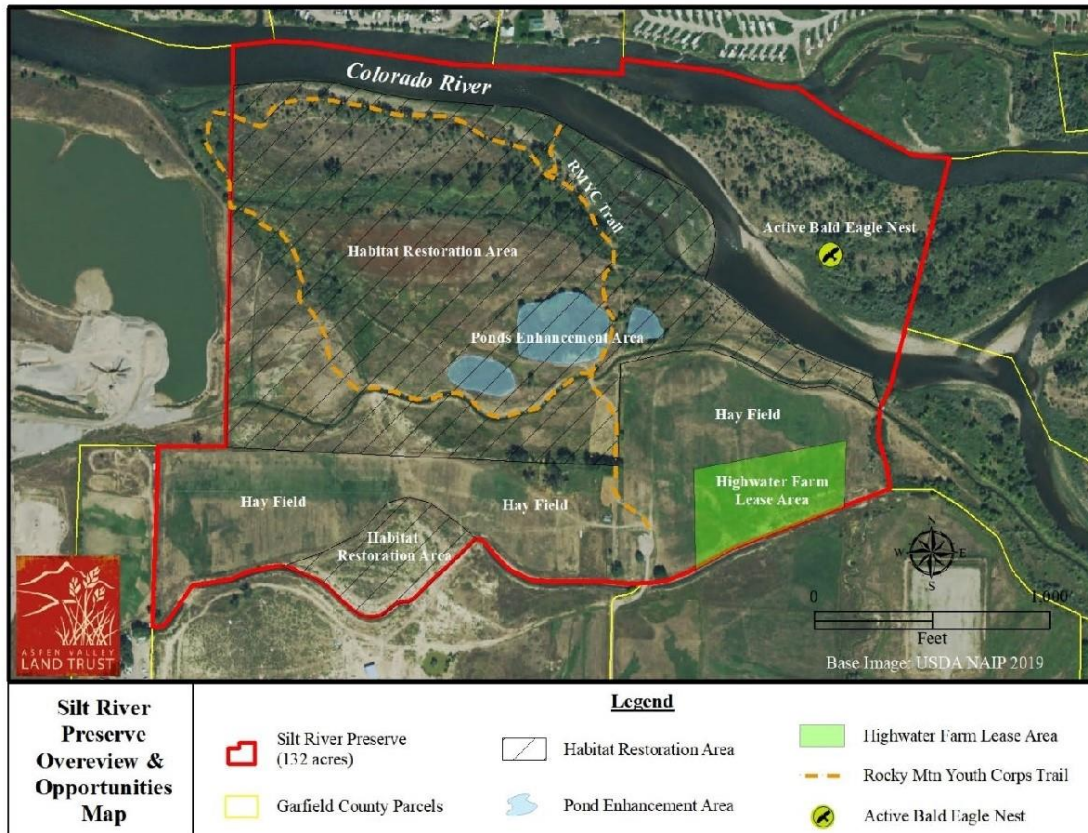 Colorado River
RMYC Trail
Active Bald Eagle Nest
Habitat Restoration Area
Ponds Enhancement Area
Hay Field
Highwater Farm
Lease Area
Hay Field
Hay Field
Habitat
Restoration Area
N
W E
S
0 1,000
Feet
Base Image: USDA NAIP 2019
ASPEN VALLEY
LAND TRUST
Silt River
Preserve
Overeview &
Opportunities
Map
Legend
Silt River Preserve
(132 acres)
Garfield County Parcels
Habitat Restoration Area
Pond Enhancement Area
Highwater Farm Lease Area
Rocky Mtn Youth Corps Trail
Active Bald Eagle Nest